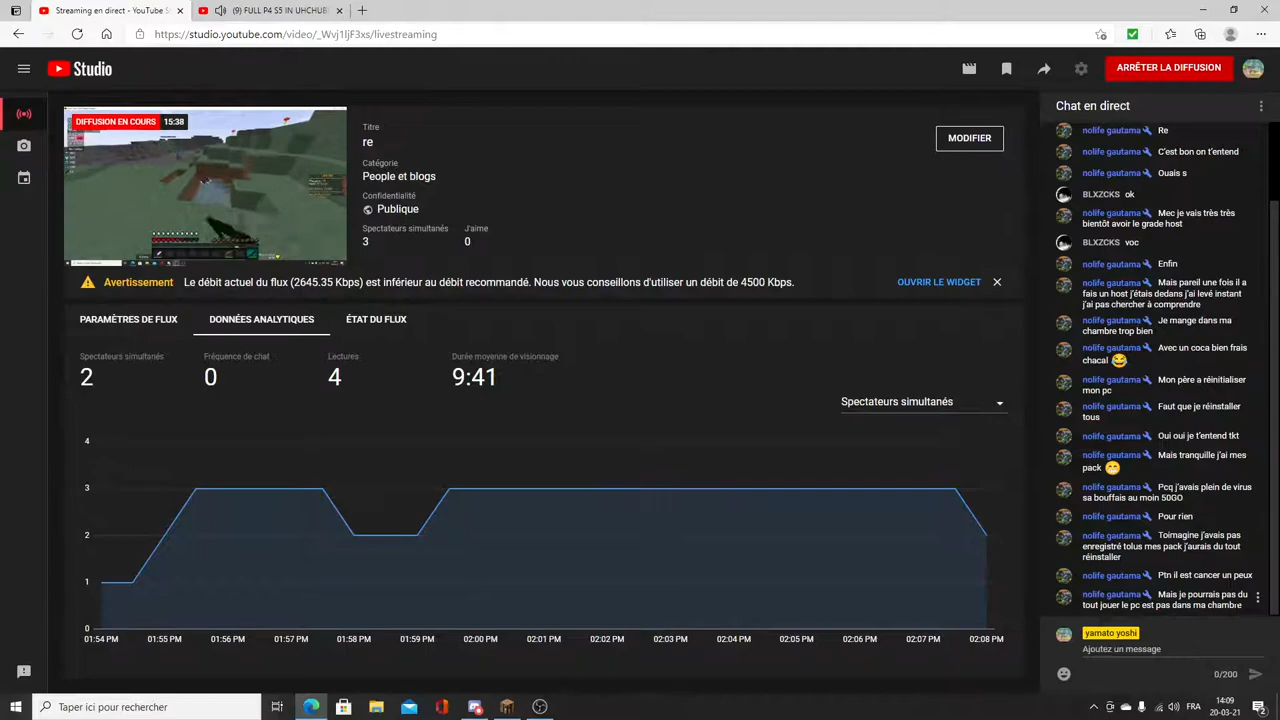 Streaming en direct - YouTube S
(9) FULL P4 S5 IN UHCHUB
https://studio.youtube.com/video/_Wvj1IjF3xs/livestreaming
Studio
ARRÊTER LA DIFFUSION
DIFFUSION EN COURS 15:38
Titre
re
MODIFIER
Catégorie
People et blogs
Confidentialité
Publique
Spectateurs simultanés J'aime
3 0
Avertissement Le débit actuel du flux (2645.35 Kbps) est inférieur au débit recommandé. Nous vous conseillons d'utiliser un débit de 4500 Kbps.
OUVRIR LE WIDGET
PARAMÈTRES DE FLUX DONNÉES ANALYTIQUES ÉTAT DU FLUX
Spectateurs simultanés Fréquence de chat Lectures Durée moyenne de visionnage
2 0 4 9:41
Spectateurs simultanés
4
3
2
1
0
01:54 PM 01:55 PM 01:56 PM 01:57 PM 01:58 PM 01:59 PM 02:00 PM 02:01 PM 02:02 PM 02:03 PM 02:04 PM 02:05 PM 02:06 PM 02:07 PM 02:08 PM
Chat en direct
nolife gautama Re
nolife gautama C'est bon on t'entend
nolife gautama Ouais s
BLXZCKS ok
nolife gautama Mec je vais très très
bientôt avoir le grade host
BLXZCKS voc
nolife gautama Enfin
nolife gautama Mais pareil une fois il a
fais un host j'étais dedans j'ai levé instant
j'ai pas chercher à comprendre
nolife gautama Je mange dans ma
chambre trop bien
nolife gautama Avec un coca bien frais
chacal 😂
nolife gautama Mon père a réinitialiser
mon pc
nolife gautama Faut que je réinstaller
tous
nolife gautama Oui oui je t'entend tkt
nolife gautama Mais tranquille j'ai mes
pack 😁
nolife gautama Pcq j'avais plein de virus
sa bouffais au moin 50GO
nolife gautama Pour rien
nolife gautama Toimagine j'avais pas
enregistré tolus mes pack j'aurais du tout
réinstaller
nolife gautama Ptn il est cancer un peux
nolife gautama Mais je pourrais pas du
tout jouer le pc est pas dans ma chambre
yamato yoshi
Ajoutez un message
0/200
Taper ici pour rechercher
FRA
14:09
20-03-21
2